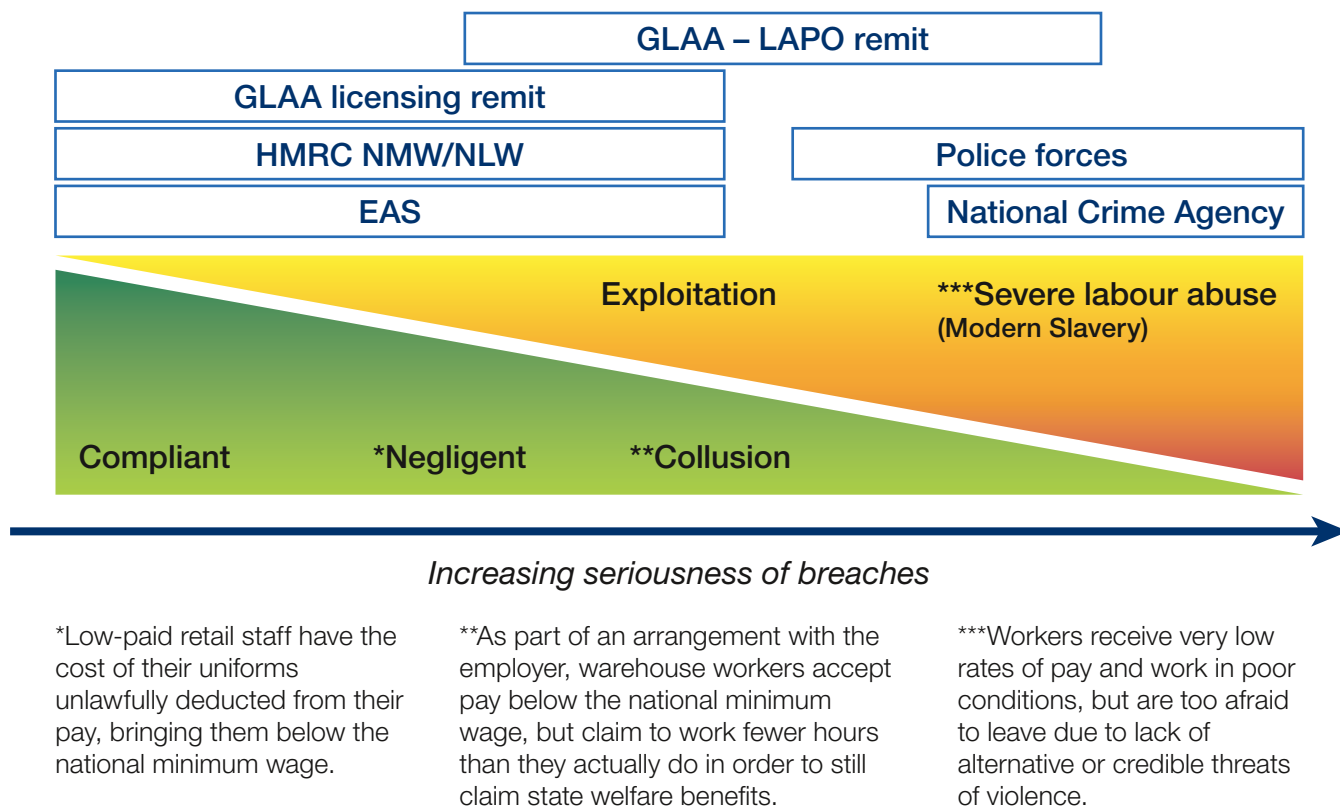 GLAA – LAPO remit
GLAA licensing remit
HMRC NMW/NLW
Police forces
EAS
National Crime Agency
Exploitation
***Severe labour abuse
(Modern Slavery)
Compliant
*Negligent
**Collusion
Increasing seriousness of breaches
*Low-paid retail staff have the
cost of their uniforms
unlawfully deducted from their
pay, bringing them below the
national minimum wage.
**As part of an arrangement with the
employer, warehouse workers accept
pay below the national minimum
wage, but claim to work fewer hours
than they actually do in order to still
claim state welfare benefits.
***Workers receive very low
rates of pay and work in poor
conditions, but are too afraid
to leave due to lack of
alternative or credible threats
of violence.